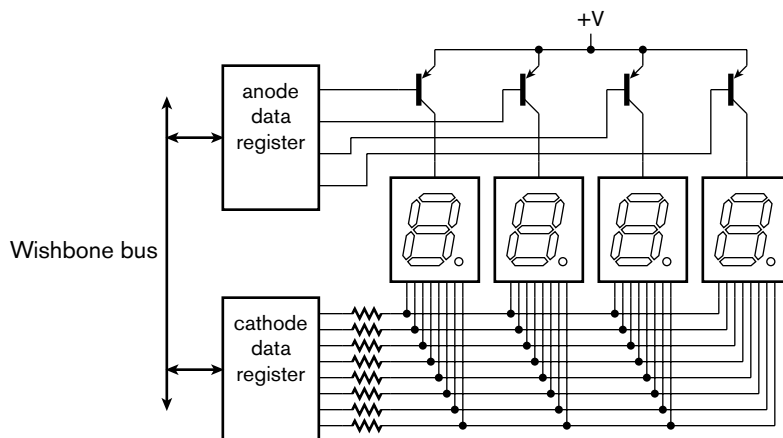 +V
anode
data
register
Wishbone bus
cathode
data
register